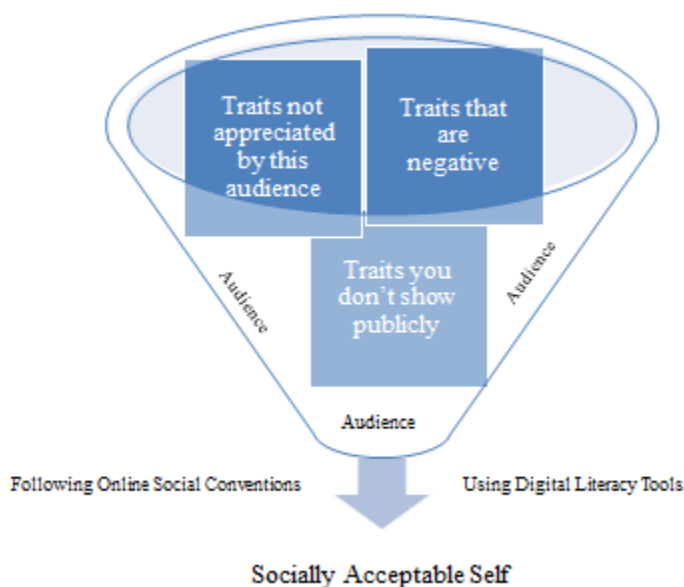 Traits not
appreciated
by this
audience
Traits that
are
negative
Traits you
don't show
publicly
Audience
Audience
Audience
Following Online Social Conventions
Using Digital Literacy Tools
Socially Acceptable Self